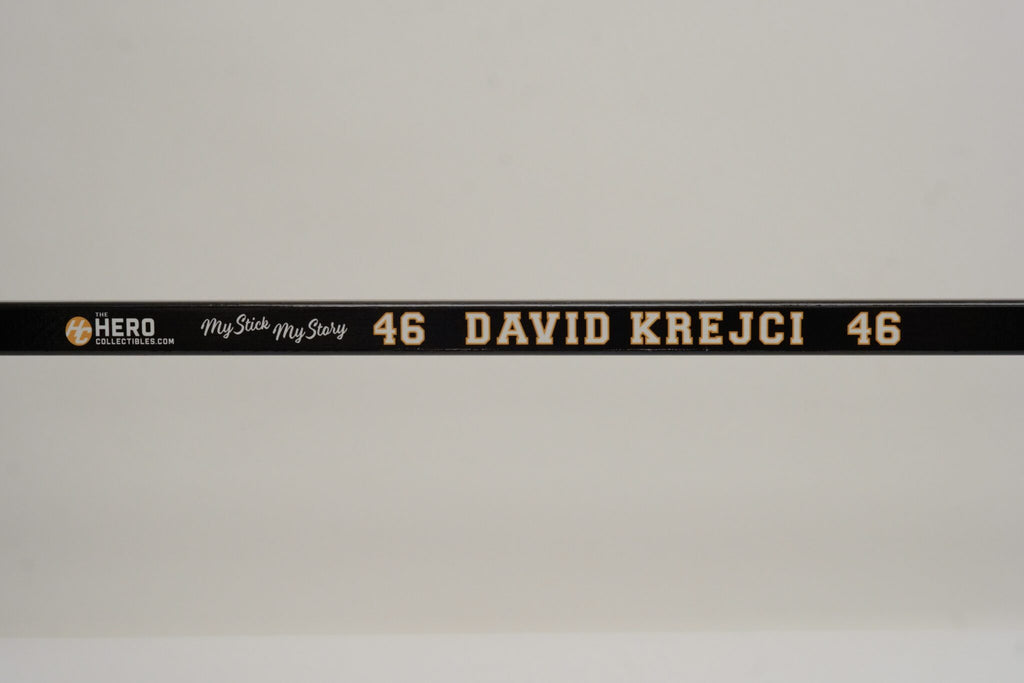 THE
HERO
COLLECTIBLES.COM
My Stick My Story
46 DAVID KREJCI 46